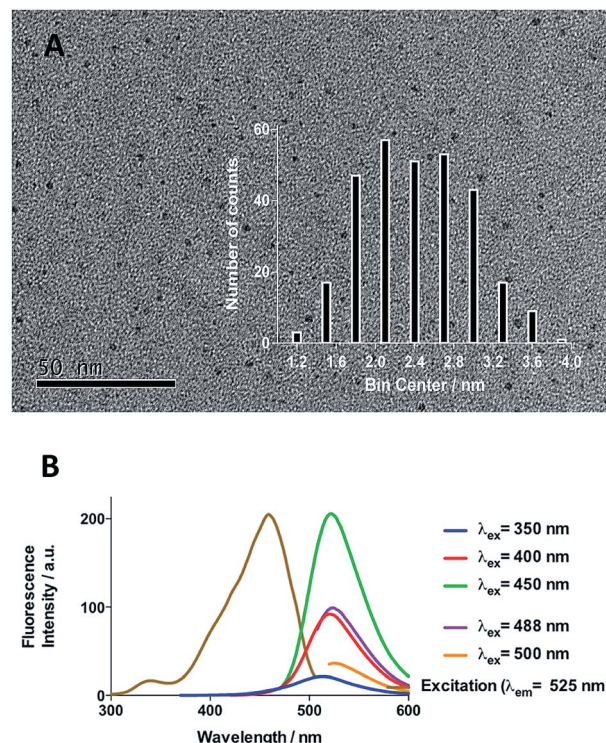 A
60
40
20
0
Number of counts
1.2 1.6 2.0 2.4 2.8 3.2 3.6 4.0
Bin Center / nm
50 nm
B
Fluorescence
Intensity / a.u.
200
100
0
300 400 500 600
Wavelength / nm
λex= 350 nm
λex= 400 nm
λex= 450 nm
λex= 488 nm
λex= 500 nm
Excitation (λem= 525 nm